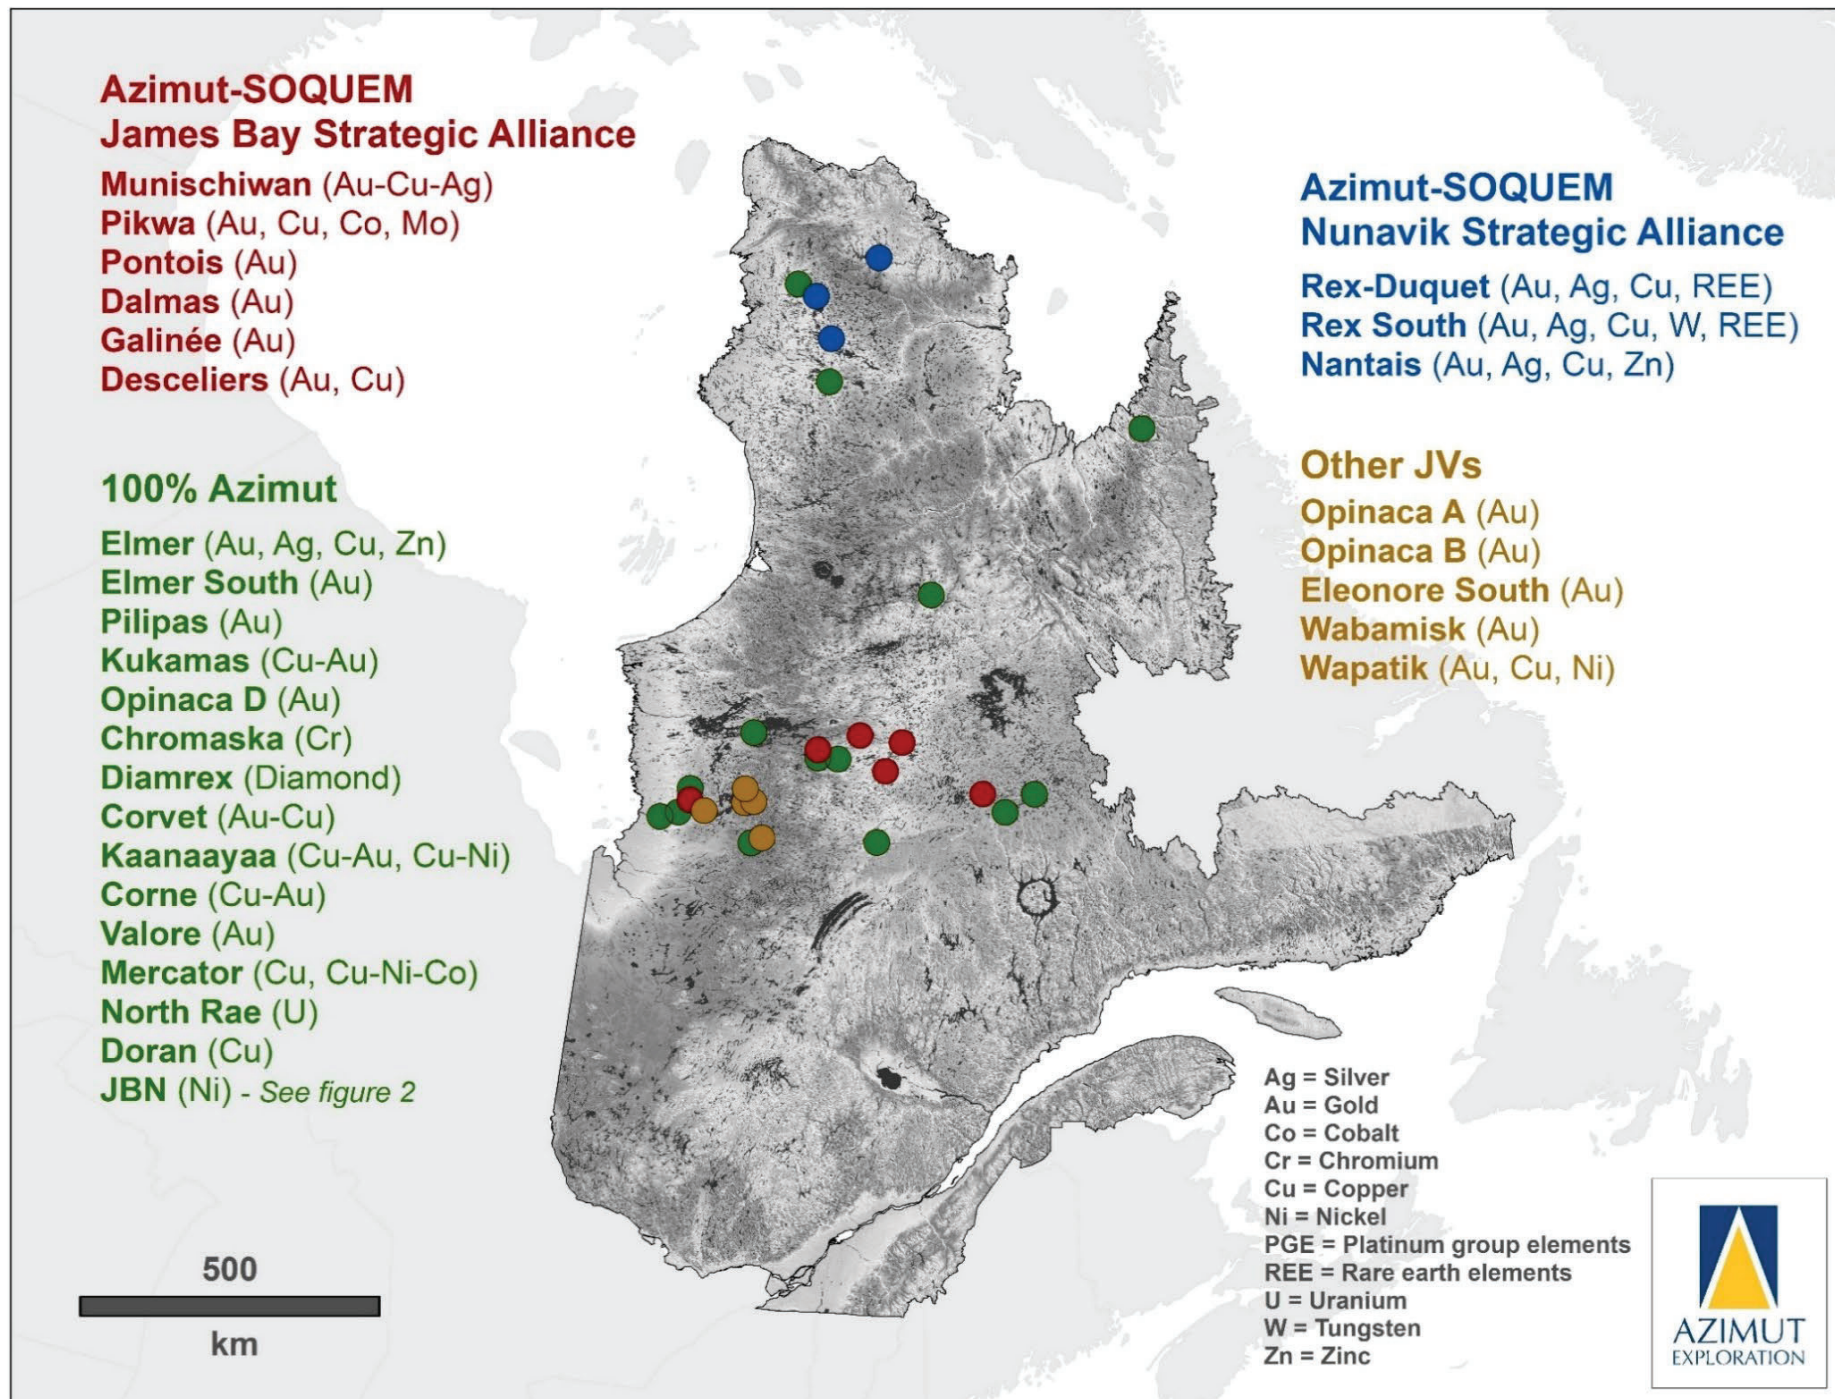 Azimut-SOQUEM
James Bay Strategic Alliance
Munischiwan (Au-Cu-Ag)
Pikwa (Au, Cu, Co, Mo)
Pontois (Au)
Dalmas (Au)
Galinée (Au)
Desceliers (Au, Cu)
100% Azimut
Elmer (Au, Ag, Cu, Zn)
Elmer South (Au)
Pilipas (Au)
Kukamas (Cu-Au)
Opinaca D (Au)
Chromaska (Cr)
Diamrex (Diamond)
Corvet (Au-Cu)
Kaanaayaa (Cu-Au, Cu-Ni)
Corne (Cu-Au)
Valore (Au)
Mercator (Cu, Cu-Ni-Co)
North Rae (U)
Doran (Cu)
JBN (Ni) - See figure 2
500
km
Azimut-SOQUEM
Nunavik Strategic Alliance
Rex-Duquet (Au, Ag, Cu, REE)
Rex South (Au, Ag, Cu, W, REE)
Nantais (Au, Ag, Cu, Zn)
Other JVs
Opinaca A (Au)
Opinaca B (Au)
Eleonore South (Au)
Wabamisk (Au)
Wapatik (Au, Cu, Ni)
Ag = Silver
Au = Gold
Co = Cobalt
Cr = Chromium
Cu = Copper
Ni = Nickel
PGE = Platinum group elements
REE = Rare earth elements
U = Uranium
W = Tungsten
Zn = Zinc
AZIMUT
EXPLORATION